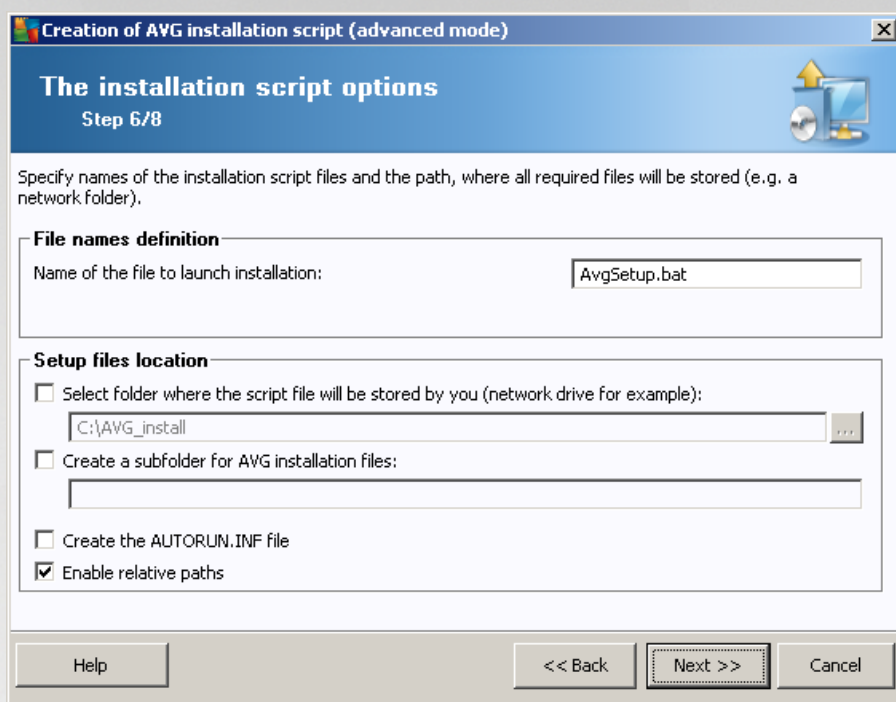 Creation of AVG installation script (advanced mode)
The installation script options
Step 6/8
Specify names of the installation script files and the path, where all required files will be stored (e.g. a
network folder).
File names definition
Name of the file to launch installation:
AvgSetup.bat
Setup files location
Select folder where the script file will be stored by you (network drive for example):
C:\AVG_install
...
Create a subfolder for AVG installation files:
Create the AUTORUN.INF file
Enable relative paths
Help
<< Back
Next >>
Cancel